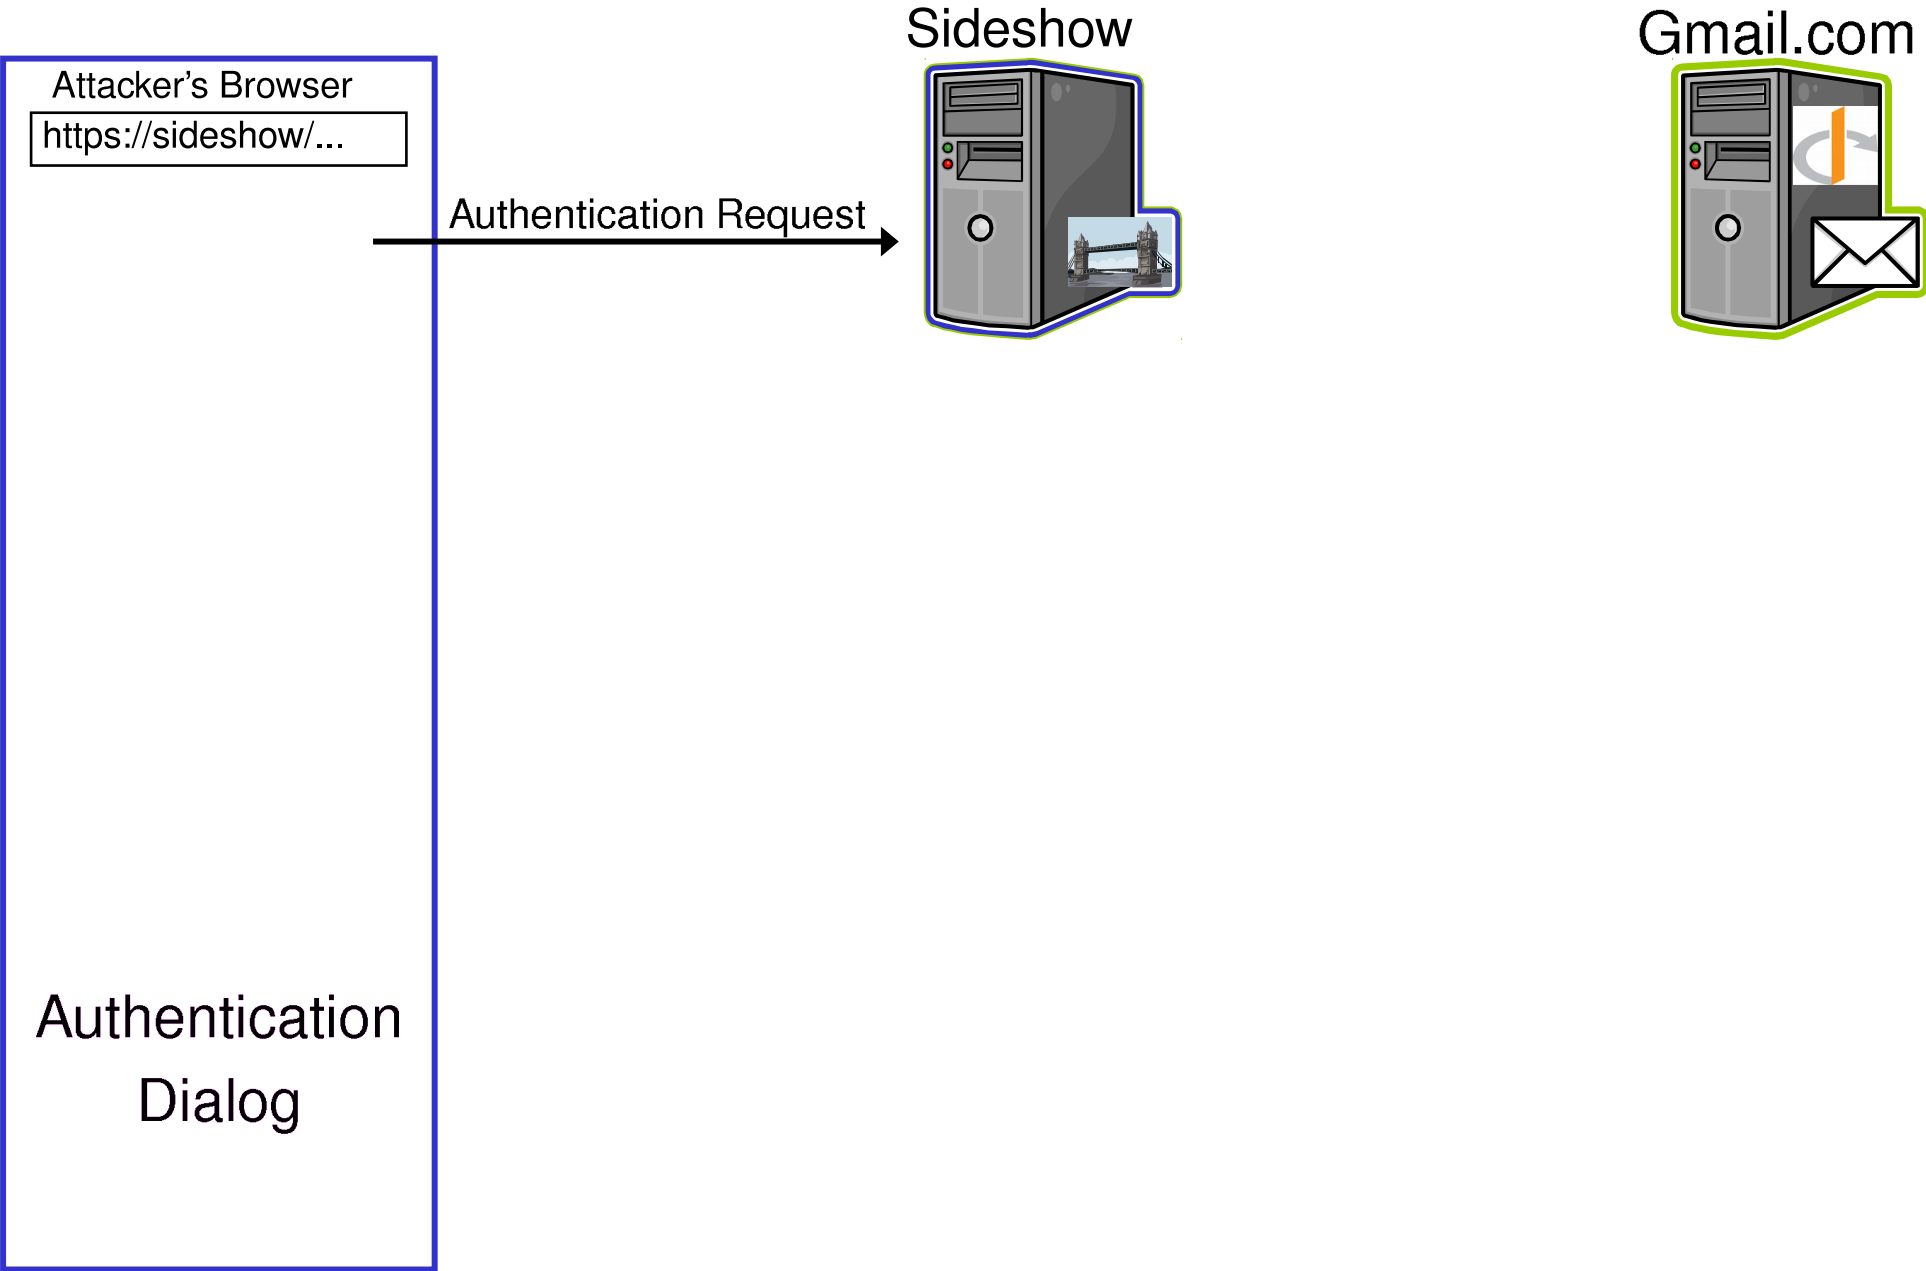 Sideshow
Gmail.com
Attacker's Browser
https://sideshow/...
Authentication Request
Authentication
Dialog